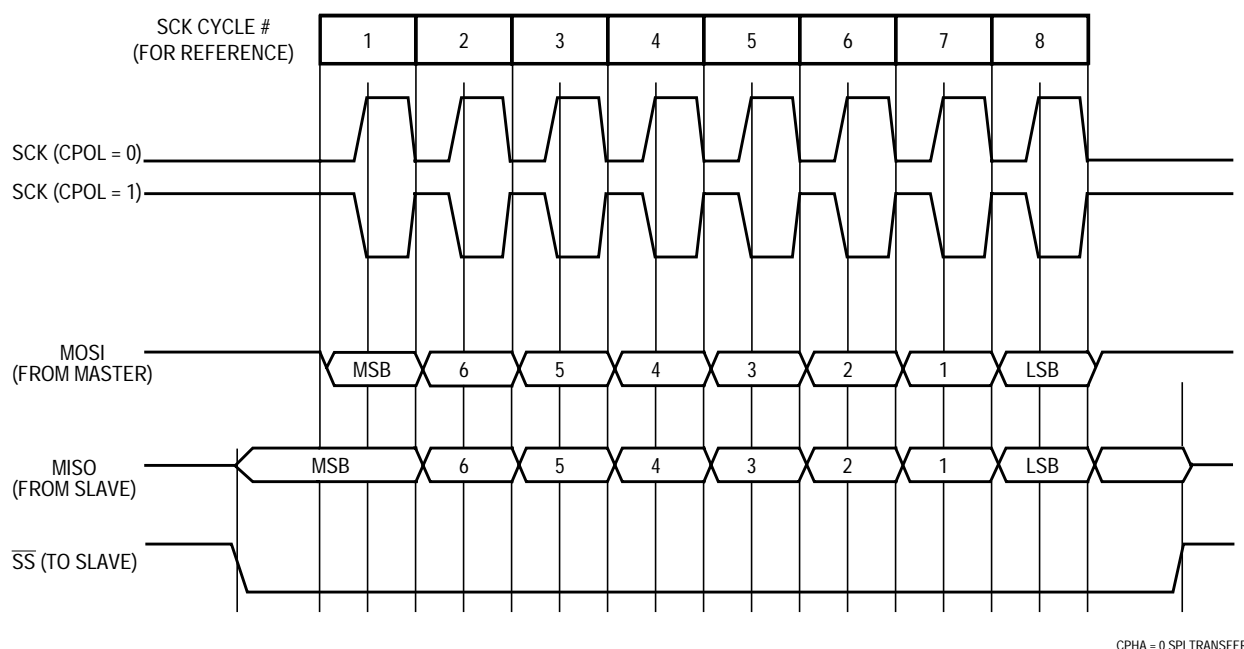 SCK CYCLE #
(FOR REFERENCE)
1 2 3 4 5 6 7 8
SCK (CPOL = 0)
SCK (CPOL = 1)
MOSI
(FROM MASTER)
MSB 6 5 4 3 2 1 LSB
MISO
(FROM SLAVE)
MSB 6 5 4 3 2 1 LSB
S̅S̅ (TO SLAVE)
CPHA = 0 SPI TRANSFER